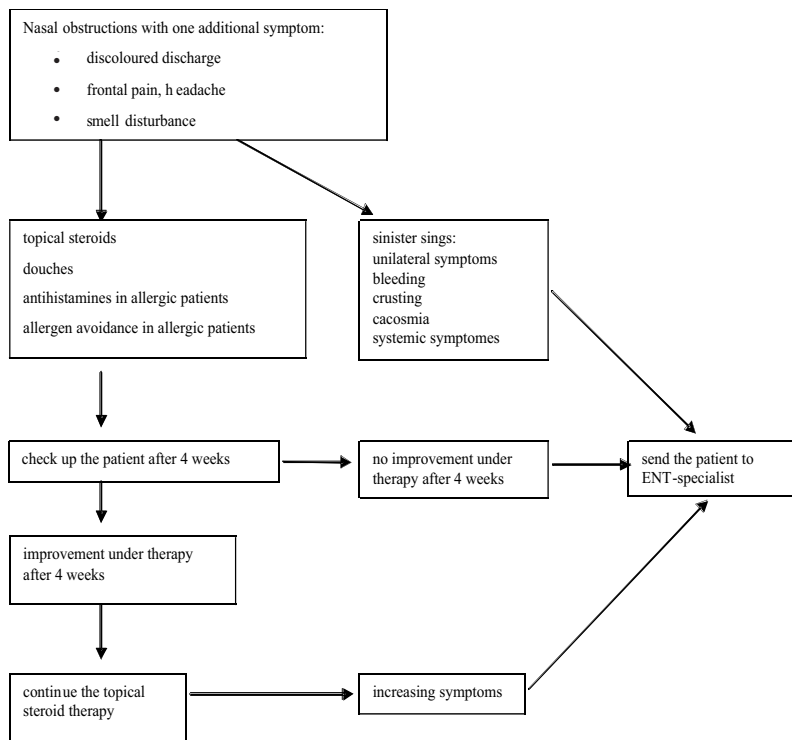 Nasal obstructions with one additional symptom:
• discoloured discharge
• frontal pain, h eadache
• smell disturbance
topical steroids
douches
antihistamines in allergic patients
allergen avoidance in allergic patients
sinister sings:
unilateral symptoms
bleeding
crusting
cacosmia
systemic symptomes
check up the patient after 4 weeks
no improvement under
therapy after 4 weeks
send the patient to
ENT-specialist
improvement under therapy
after 4 weeks
continue the topical
steroid therapy
increasing symptoms